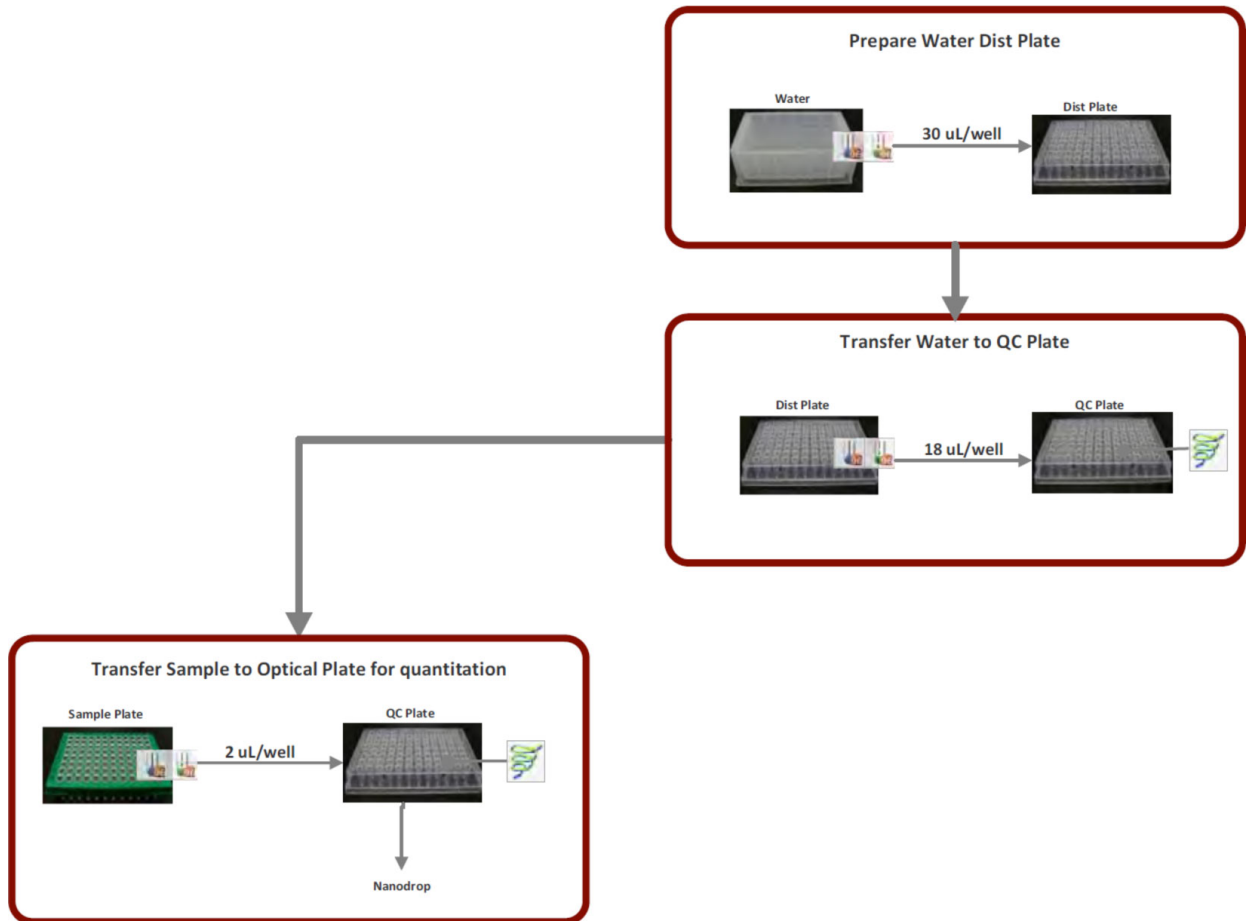 Prepare Water Dist Plate
Water
Dist Plate
30 uL/well
Transfer Water to QC Plate
Dist Plate
QC Plate
18 uL/well
Transfer Sample to Optical Plate for quantitation
Sample Plate
QC Plate
2 uL/well
Nanodrop